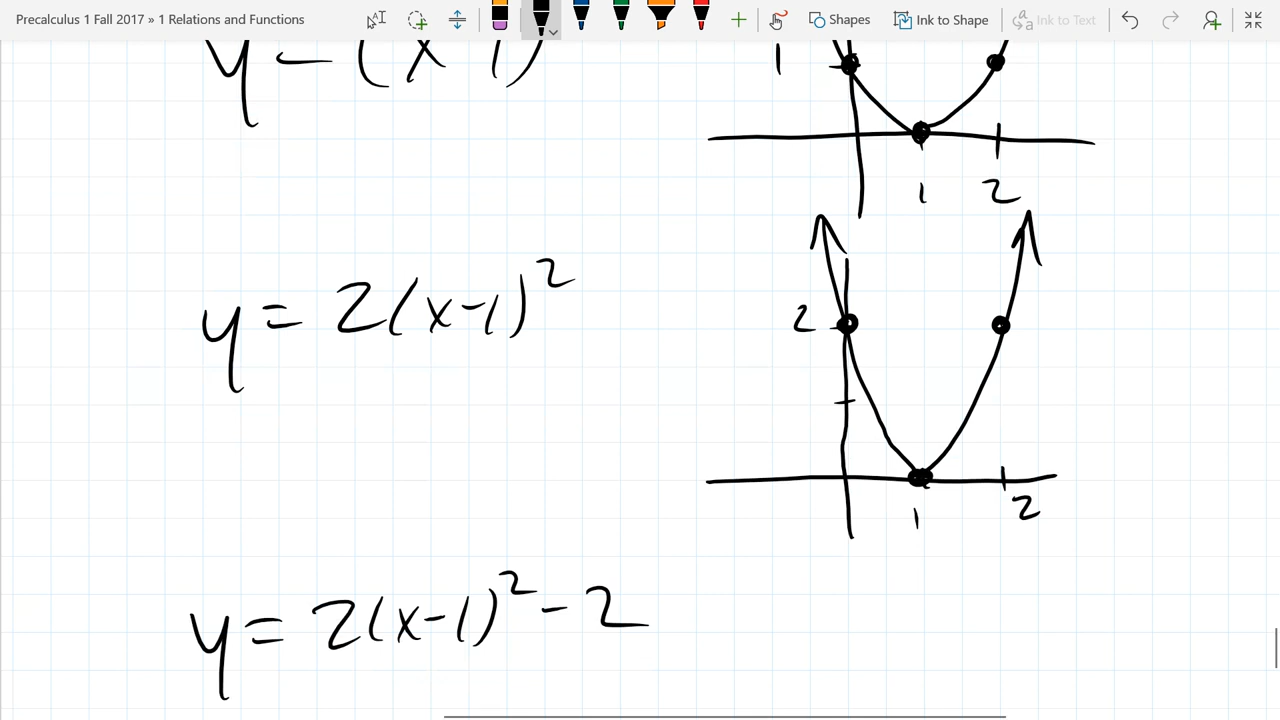 Precalculus 1 Fall 2017 » 1 Relations and Functions
Shapes
Ink to Shape
Ink to Text
y = (x-1)
1
1 2
y = 2(x-1)²
2
1 2
y = 2(x-1)² - 2